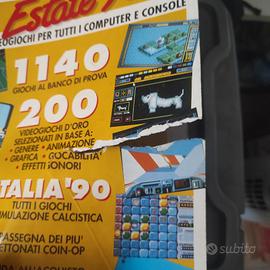 Estate
VIDEOGIOCHI PER TUTTI I COMPUTER E CONSOLE
1140
GIOCHI AL BANCO DI PROVA
200
VIDEOGIOCHI D'ORO
SELEZIONATI IN BASE A:
• GENERE • ANIMAZIONE
• GRAFICA • GIOCABILITA'
• EFFETTI SONORI
ITALIA '90
TUTTI I GIOCHI
SIMULAZIONE CALCISTICA
RASSEGNA DEI PIU'
GETTONATI COIN-OP
subito